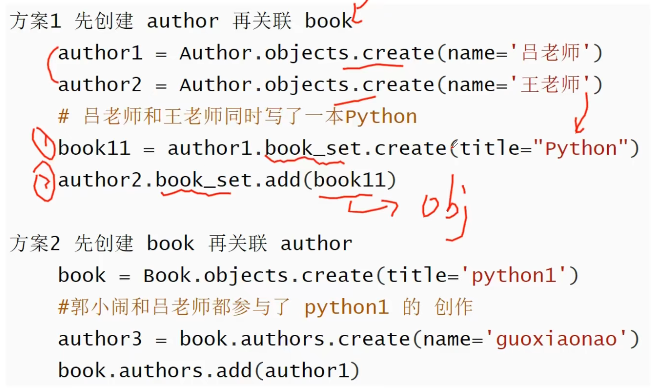 方案1 先创建 author 再关联 book
author1 = Author.objects.create(name='吕老师')
author2 = Author.objects.create(name='王老师')
# 吕老师和王老师同时写了一本Python
① book11 = author1.book_set.create(title="Python")
② author2.book_set.add(book11)
obj
方案2 先创建 book 再关联 author
book = Book.objects.create(title='python1')
#郭小闹和吕老师都参与了 python1 的 创作
author3 = book.authors.create(name='guoxiaonao')
book.authors.add(author1)